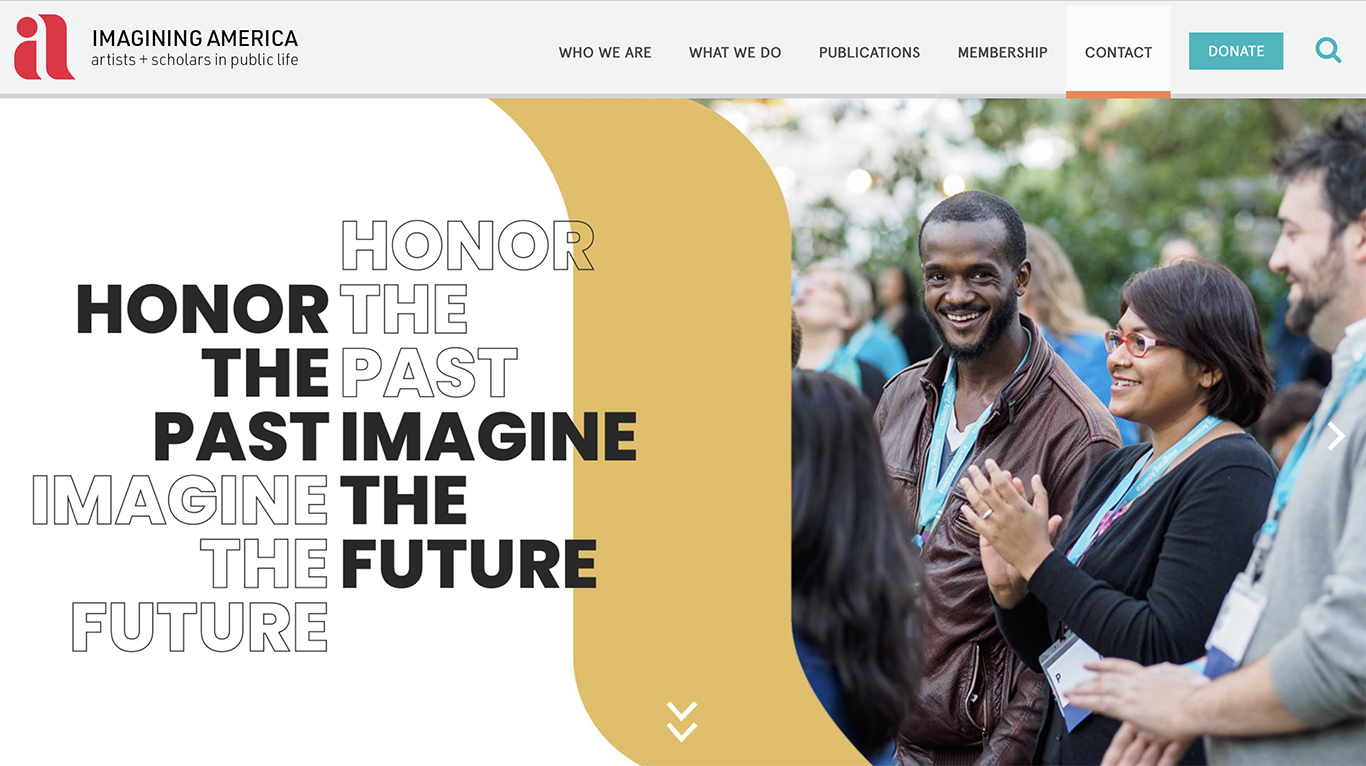 IMAGINING AMERICA
artists + scholars in public life
WHO WE ARE
WHAT WE DO
PUBLICATIONS
MEMBERSHIP
CONTACT
DONATE
HONOR
THE
PAST
IMAGINE
THE
FUTURE
HONOR
THE
PAST
IMAGINE
THE
FUTURE